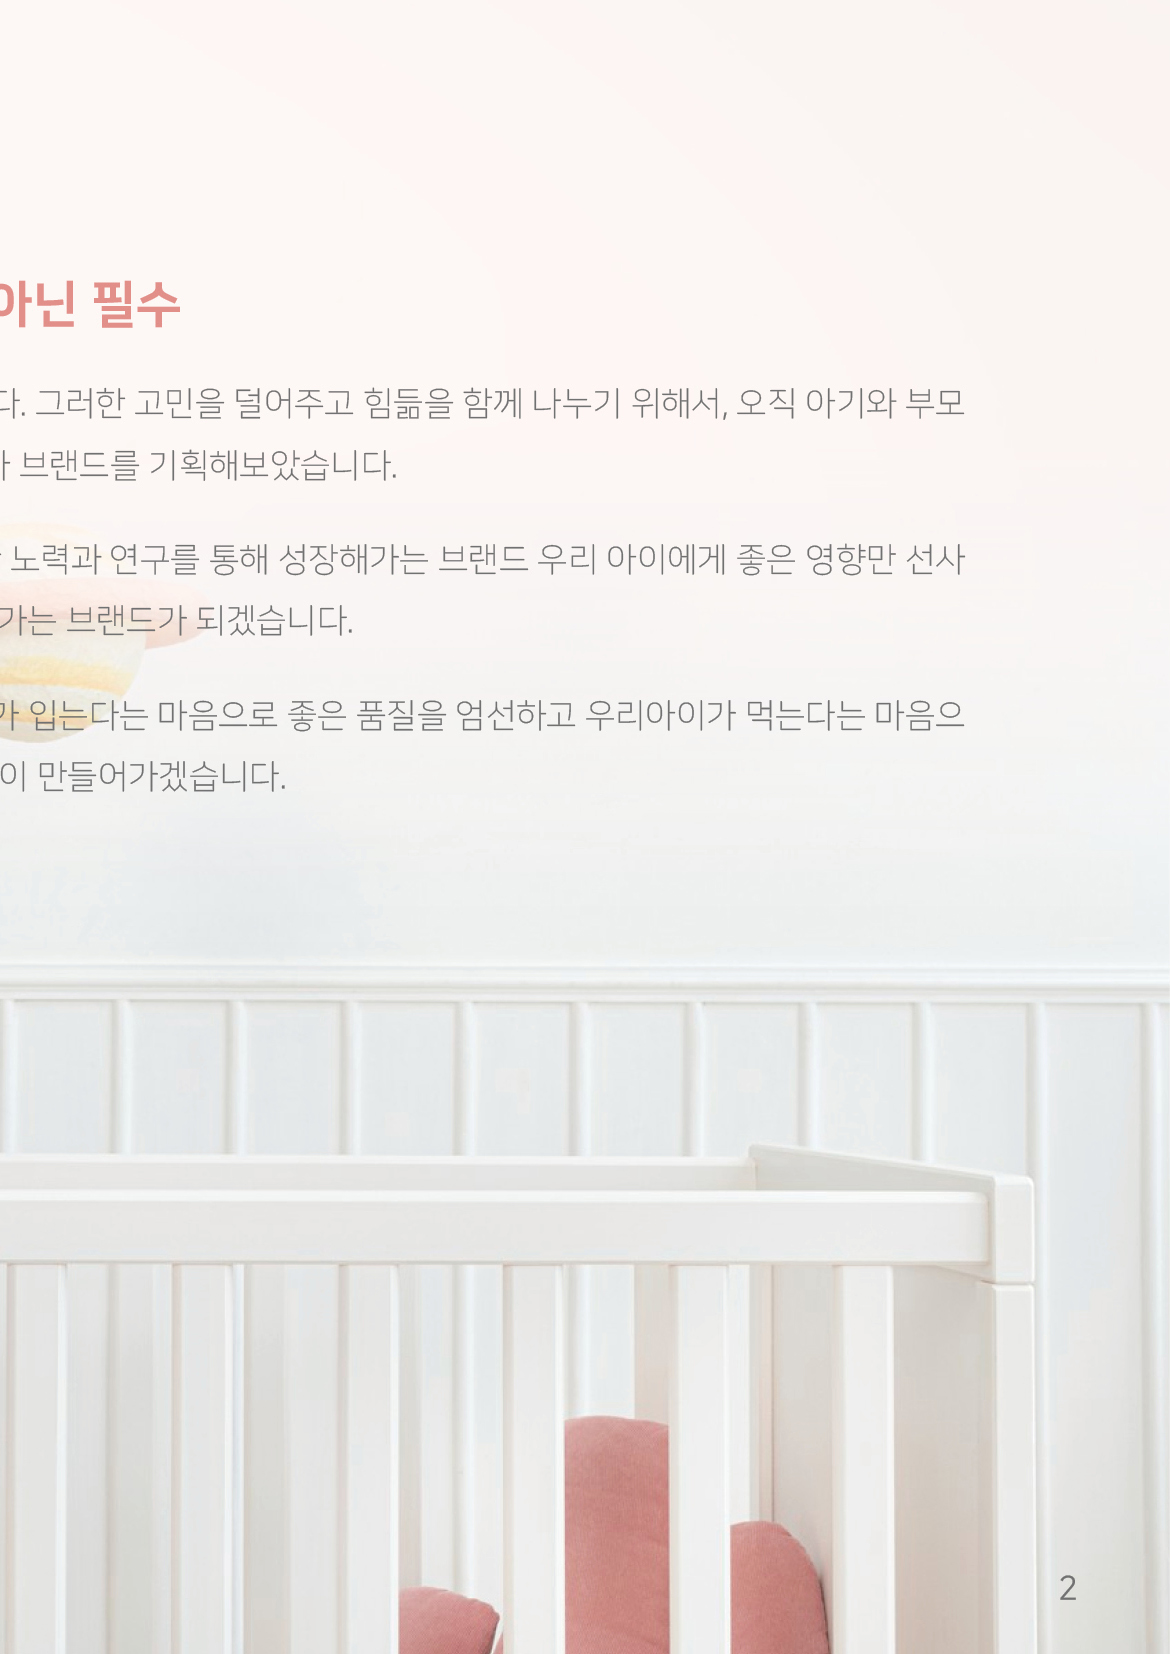 아닌 필수
다. 그러한 고민을 덜어주고 힘듦을 함께 나누기 위해서, 오직 아기와 부모
브랜드를 기획해보았습니다.
노력과 연구를 통해 성장해가는 브랜드 우리 아이에게 좋은 영향만 선사
가는 브랜드가 되겠습니다.
가 입는다는 마음으로 좋은 품질을 엄선하고 우리아이가 먹는다는 마음으
이 만들어가겠습니다.
2